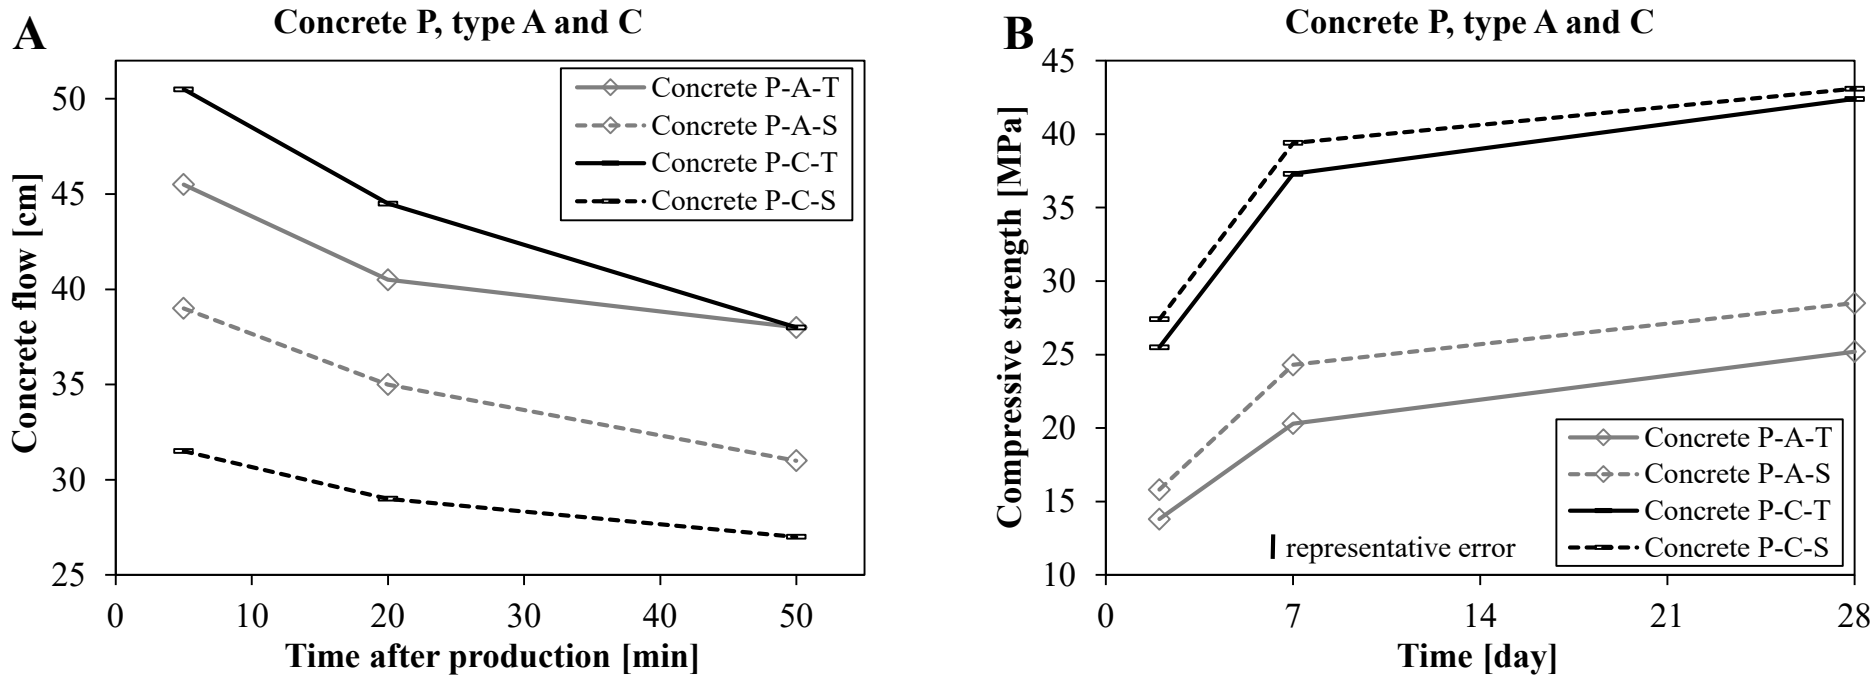 A
Concrete P, type A and C
Concrete flow [cm]
50
45
40
35
30
25
0 10 20 30 40 50
Time after production [min]
Concrete P-A-T
Concrete P-A-S
Concrete P-C-T
Concrete P-C-S
B
Concrete P, type A and C
Compressive strength [MPa]
45
40
35
30
25
20
15
10
0 7 14 21 28
Time [day]
representative error
Concrete P-A-T
Concrete P-A-S
Concrete P-C-T
Concrete P-C-S